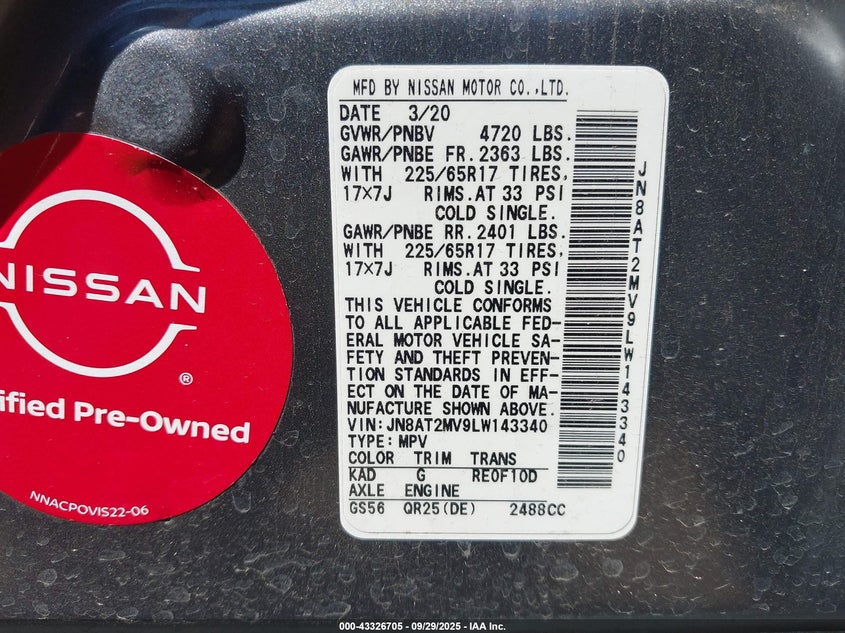 MFD BY NISSAN MOTOR CO.,LTD.
DATE 3/20
GVWR/PNBV 4720 LBS.
GAWR/PNBE FR.2363 LBS.
WITH 225/65R17 TIRES,
17×7J RIMS.AT 33 PSI
COLD SINGLE.
GAWR/PNBE RR.2401 LBS.
WITH 225/65R17 TIRES,
17×7J RIMS.AT 33 PSI
COLD SINGLE.
THIS VEHICLE CONFORMS
TO ALL APPLICABLE FED-
ERAL MOTOR VEHICLE SA-
FETY AND THEFT PREVEN-
TION STANDARDS IN EFF-
ECT ON THE DATE OF MA-
NUFACTURE SHOWN ABOVE.
VIN:JN8AT2MV9LW143340
TYPE:MPV
COLOR TRIM TRANS
KAD G RE0F10D
AXLE ENGINE
GS56 QR25(DE) 2488CC
JN8AT2MV9LW143340
NISSAN
®
ified Pre-Owned
NNACPOVIS22-06
000-43326705 - 09/29/2025 - IAA Inc.